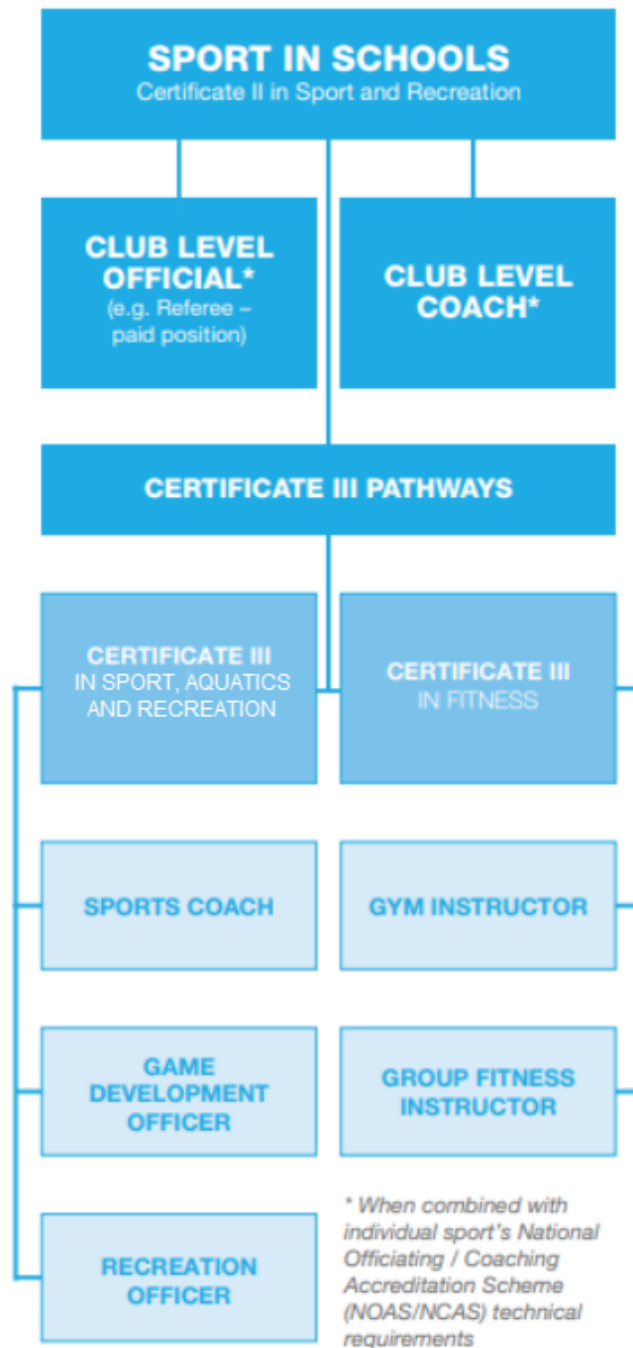 SPORT IN SCHOOLS
Certificate II in Sport and Recreation
CLUB LEVEL
OFFICIAL*
(e.g. Referee –
paid position)
CLUB LEVEL
COACH*
CERTIFICATE III PATHWAYS
CERTIFICATE III
IN SPORT, AQUATICS
AND RECREATION
CERTIFICATE III
IN FITNESS
SPORTS COACH
GYM INSTRUCTOR
GAME
DEVELOPMENT
OFFICER
GROUP FITNESS
INSTRUCTOR
RECREATION
OFFICER
* When combined with
individual sport's National
Officiating / Coaching
Accreditation Scheme
(NOAS/NCAS) technical
requirements